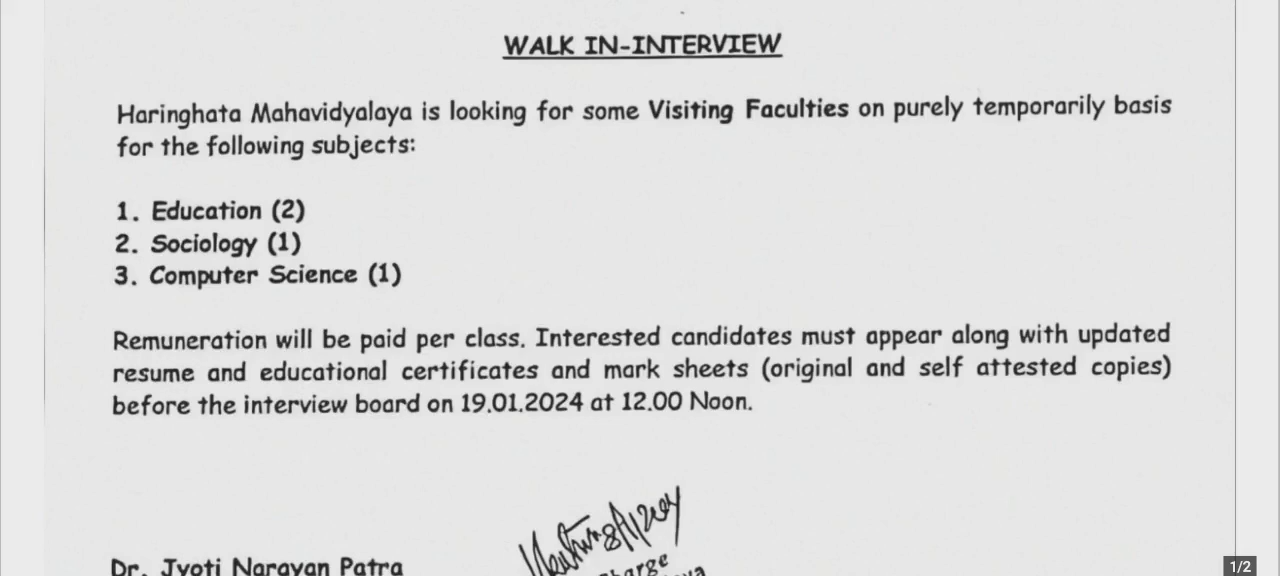 WALK IN-INTERVIEW
Haringhata Mahavidyalaya is looking for some Visiting Faculties on purely temporarily basis
for the following subjects:
1. Education (2)
2. Sociology (1)
3. Computer Science (1)
Remuneration will be paid per class. Interested candidates must appear along with updated
resume and educational certificates and mark sheets (original and self attested copies)
before the interview board on 19.01.2024 at 12.00 Noon.
Dr. Jyoti Narayan Patra
1/2